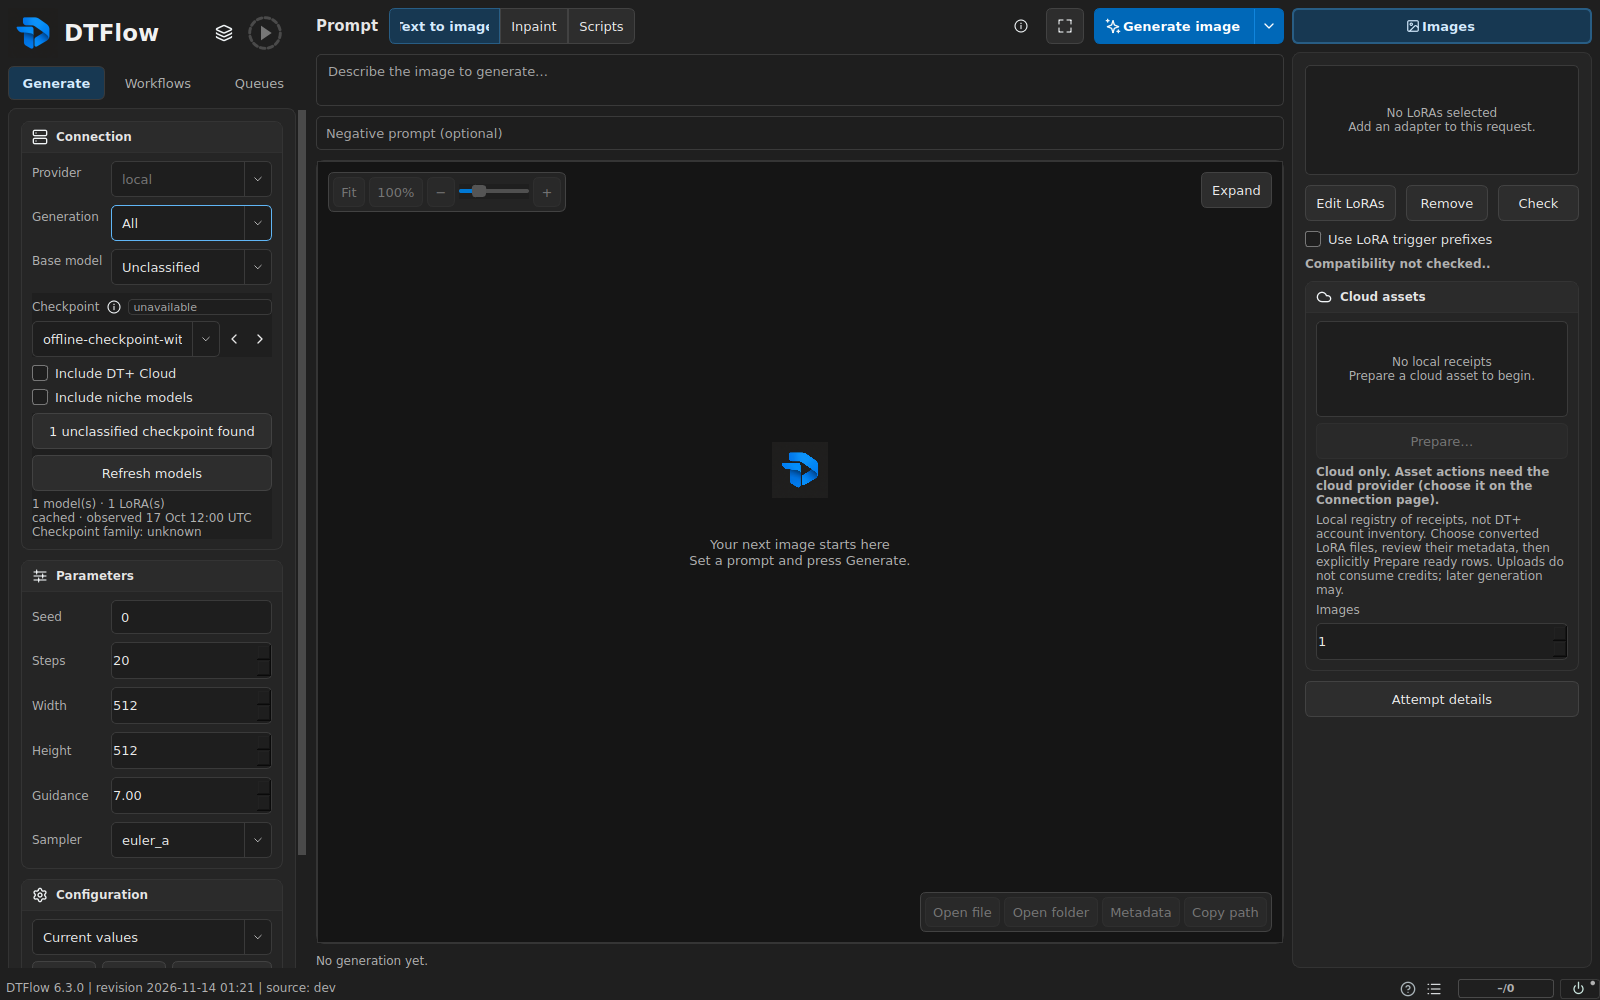 DTFlow
Generate
Workflows
Queues
Connection
Provider
local
Generation
All
Base model
Unclassified
Checkpoint
unavailable
offline-checkpoint-wit
Include DT+ Cloud
Include niche models
1 unclassified checkpoint found
Refresh models
1 model(s) · 1 LoRA(s)
cached · observed 17 Oct 12:00 UTC
Checkpoint family: unknown
Parameters
Seed
0
Steps
20
Width
512
Height
512
Guidance
7.00
Sampler
euler_a
Configuration
Current values
Prompt
Text to image
Inpaint
Scripts
Generate image
Describe the image to generate...
Negative prompt (optional)
Fit
100%
−
+
Expand
Your next image starts here
Set a prompt and press Generate.
Open file
Open folder
Metadata
Copy path
No generation yet.
Images
No LoRAs selected
Add an adapter to this request.
Edit LoRAs
Remove
Check
Use LoRA trigger prefixes
Compatibility not checked..
Cloud assets
No local receipts
Prepare a cloud asset to begin.
Prepare...
Cloud only. Asset actions need the
cloud provider (choose it on the
Connection page).
Local registry of receipts, not DT+
account inventory. Choose converted
LoRA files, review their metadata, then
explicitly Prepare ready rows. Uploads do
not consume credits; later generation
may.
Images
1
Attempt details
DTFlow 6.3.0 | revision 2026-11-14 01:21 | source: dev
–/0